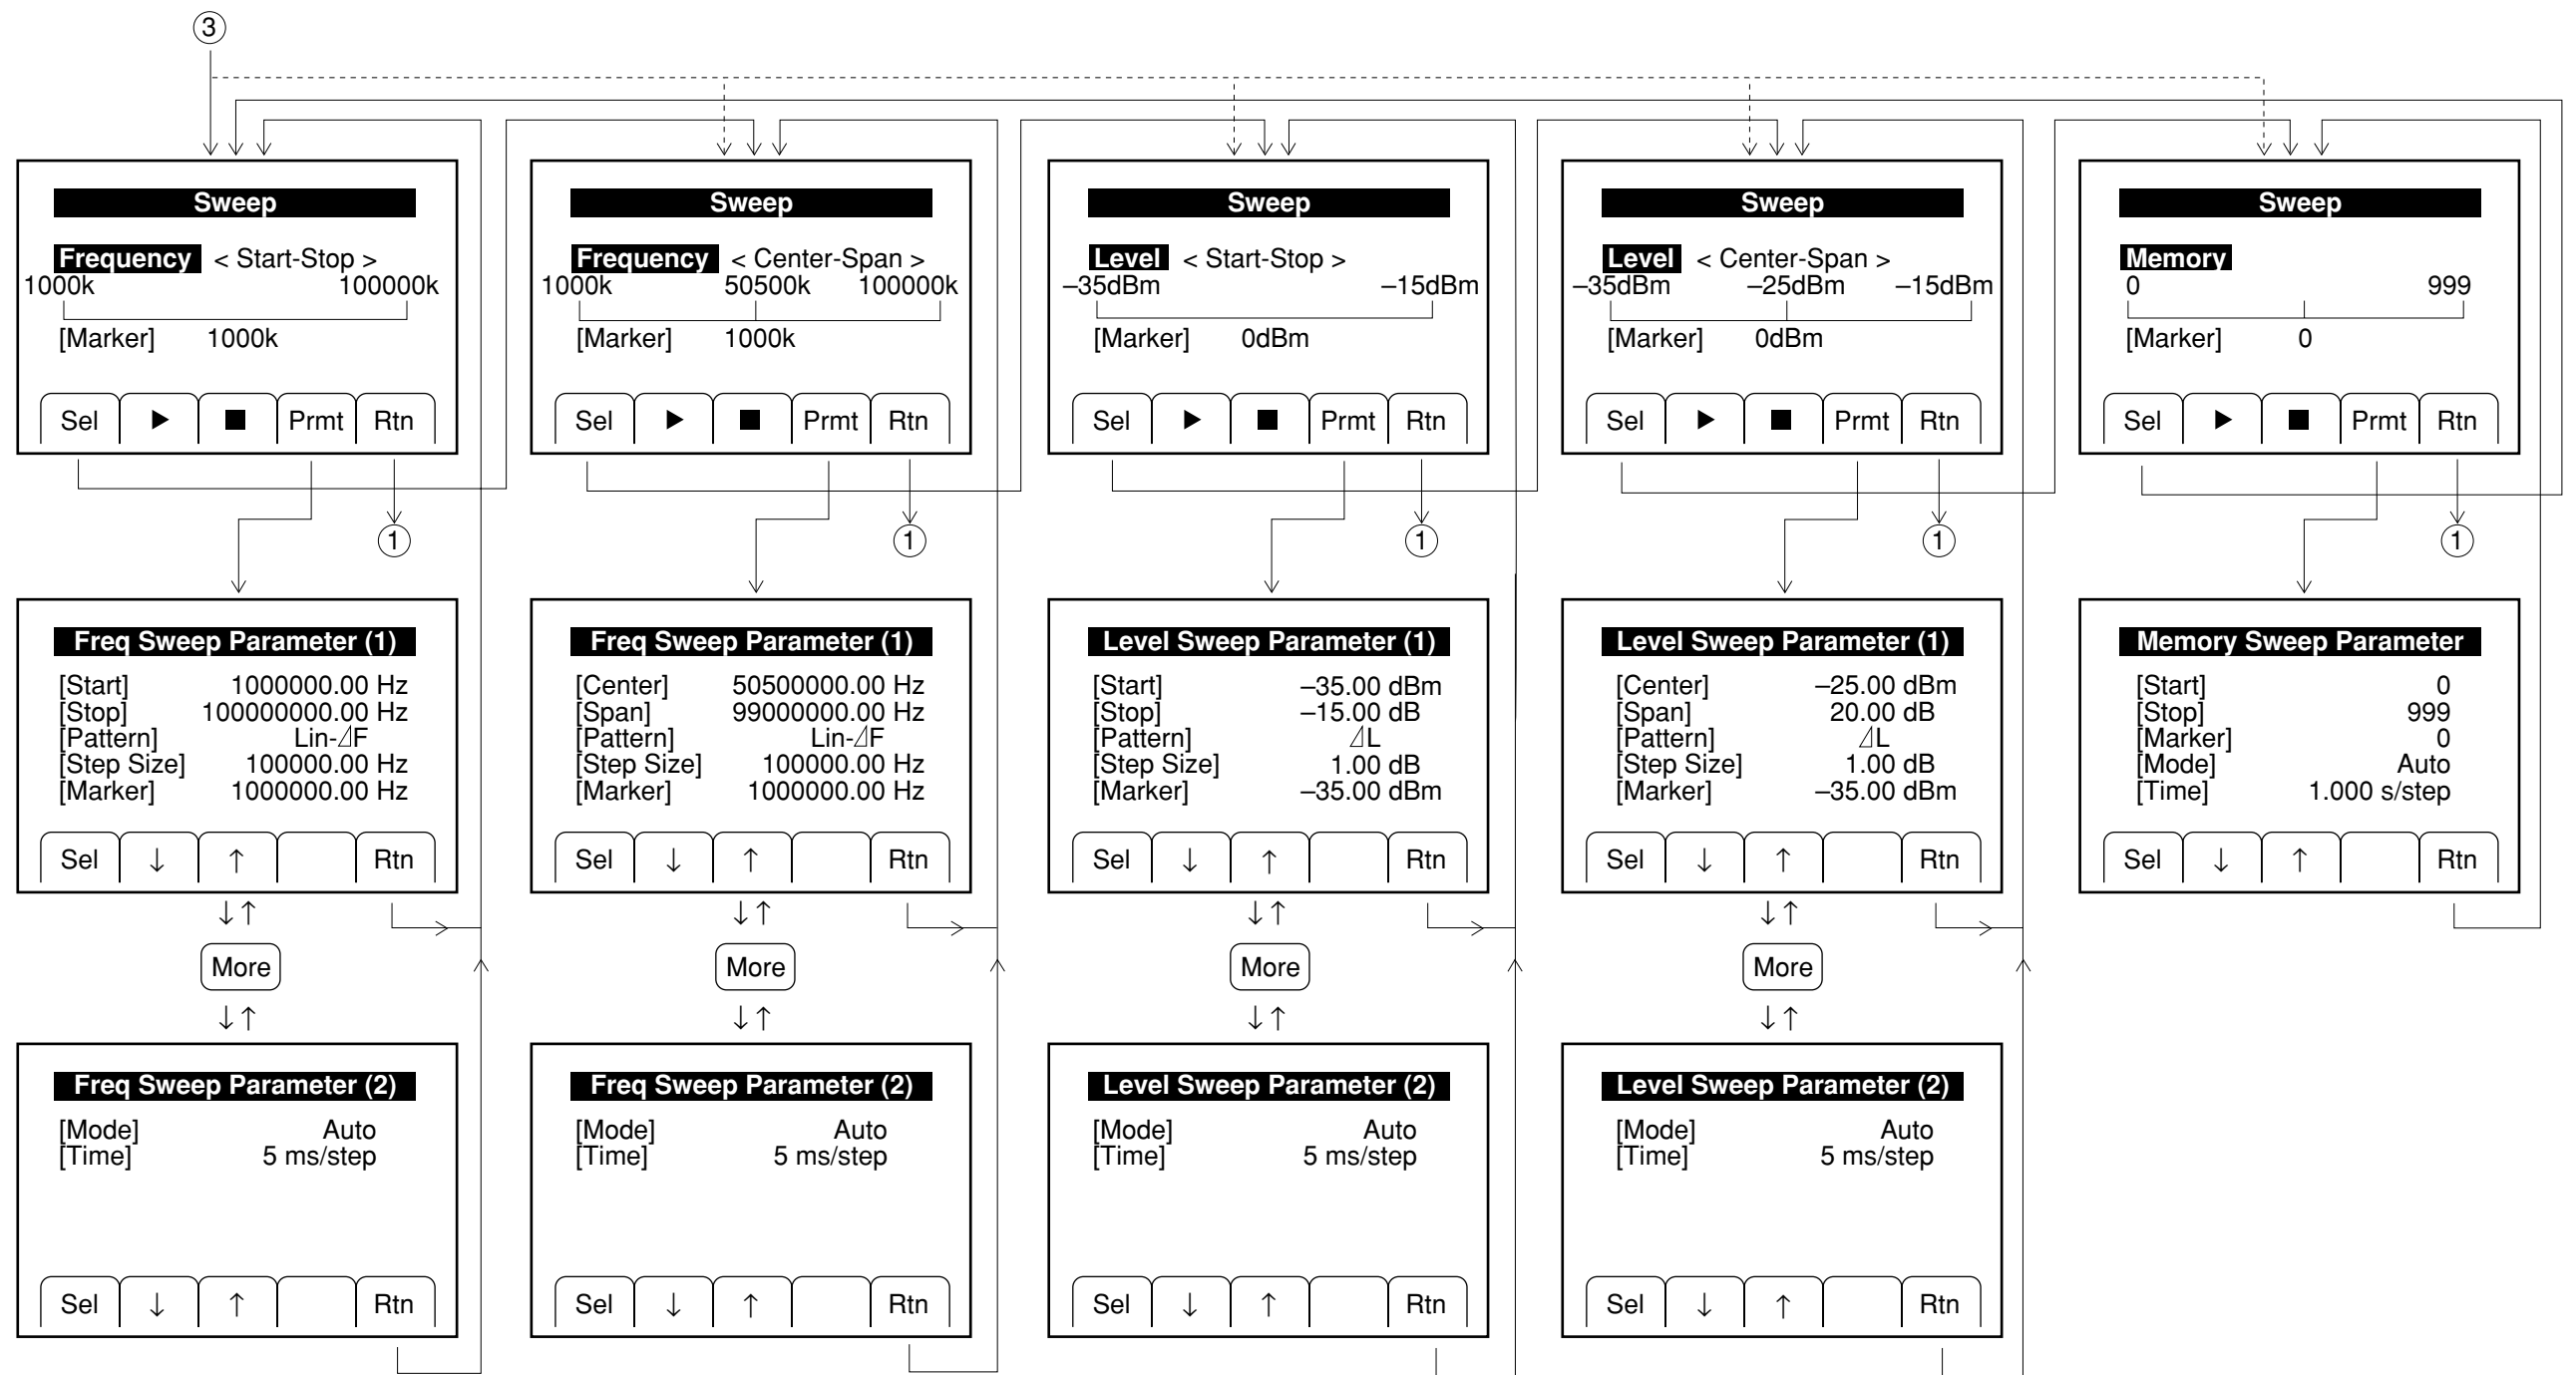 ③
Sweep
Frequency < Start-Stop >
1000k 100000k
[Marker] 1000k
Sel ▶ ■ Prmt Rtn
①
Sweep
Frequency < Center-Span >
1000k 50500k 100000k
[Marker] 1000k
Sel ▶ ■ Prmt Rtn
①
Sweep
Level < Start-Stop >
–35dBm –15dBm
[Marker] 0dBm
Sel ▶ ■ Prmt Rtn
①
Sweep
Level < Center-Span >
–35dBm –25dBm –15dBm
[Marker] 0dBm
Sel ▶ ■ Prmt Rtn
①
Sweep
Memory
0 999
[Marker] 0
Sel ▶ ■ Prmt Rtn
①
Freq Sweep Parameter (1)
[Start] 1000000.00 Hz
[Stop] 100000000.00 Hz
[Pattern] Lin-⊿F
[Step Size] 100000.00 Hz
[Marker] 1000000.00 Hz
Sel ↓ ↑ Rtn
↓↑
More
↓↑
Freq Sweep Parameter (1)
[Center] 50500000.00 Hz
[Span] 99000000.00 Hz
[Pattern] Lin-⊿F
[Step Size] 100000.00 Hz
[Marker] 1000000.00 Hz
Sel ↓ ↑ Rtn
↓↑
More
↓↑
Level Sweep Parameter (1)
[Start] –35.00 dBm
[Stop] –15.00 dB
[Pattern] ⊿L
[Step Size] 1.00 dB
[Marker] –35.00 dBm
Sel ↓ ↑ Rtn
↓↑
More
↓↑
Level Sweep Parameter (1)
[Center] –25.00 dBm
[Span] 20.00 dB
[Pattern] ⊿L
[Step Size] 1.00 dB
[Marker] –35.00 dBm
Sel ↓ ↑ Rtn
↓↑
More
↓↑
Memory Sweep Parameter
[Start] 0
[Stop] 999
[Marker] 0
[Mode] Auto
[Time] 1.000 s/step
Sel ↓ ↑ Rtn
Freq Sweep Parameter (2)
[Mode] Auto
[Time] 5 ms/step
Sel ↓ ↑ Rtn
Freq Sweep Parameter (2)
[Mode] Auto
[Time] 5 ms/step
Sel ↓ ↑ Rtn
Level Sweep Parameter (2)
[Mode] Auto
[Time] 5 ms/step
Sel ↓ ↑ Rtn
Level Sweep Parameter (2)
[Mode] Auto
[Time] 5 ms/step
Sel ↓ ↑ Rtn